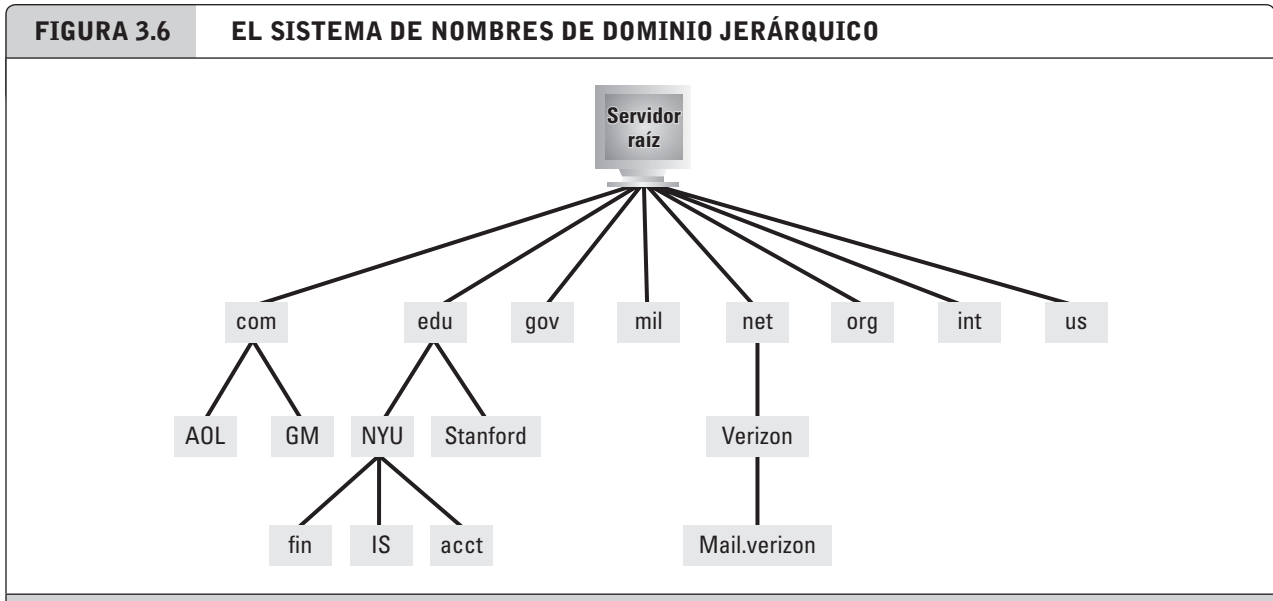 FIGURA 3.6 EL SISTEMA DE NOMBRES DE DOMINIO JERÁRQUICO
Servidor
raíz
com edu gov mil net org int us
AOL GM NYU Stanford Verizon
fin IS acct Mail.verizon